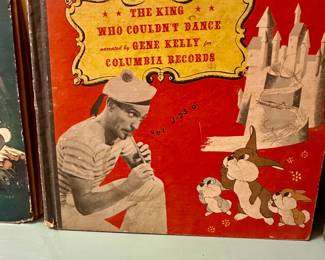 THE KING
WHO COULDN'T DANCE
narrated by GENE KELLY for
COLUMBIA RECORDS